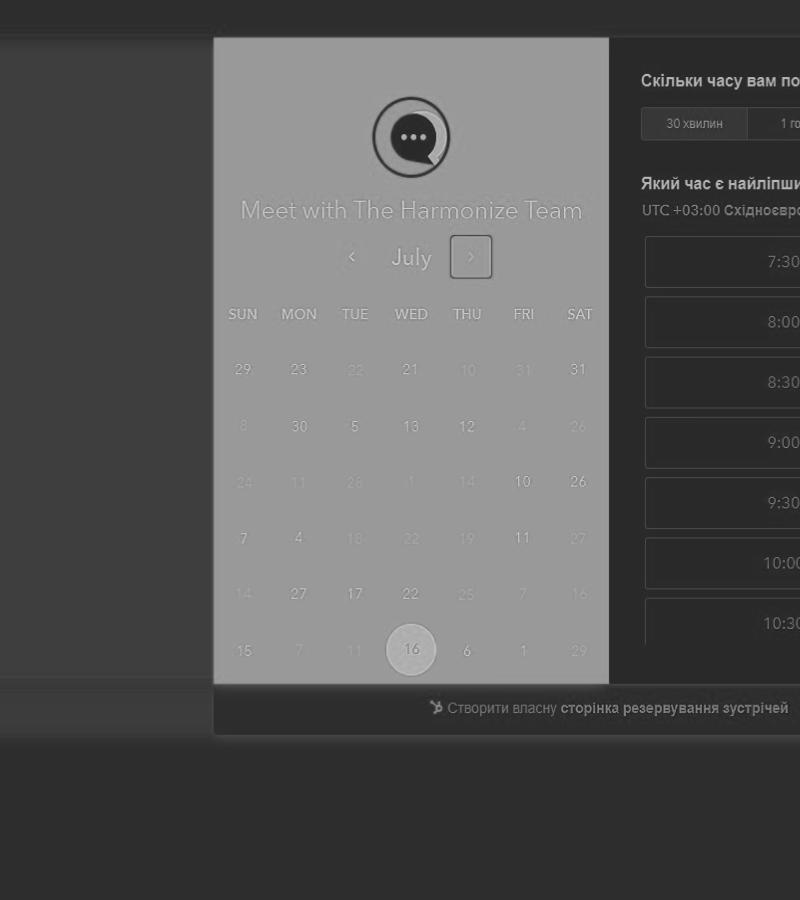 Meet with The Harmonize Team
July
SUN MON TUE WED THU FRI SAT
29 23 22 21 10 31 31
8 30 5 13 12 4 26
24 11 28 1 14 10 26
7 4 18 22 19 11 27
14 27 17 22 25 7 16
15 7 11 16 6 1 29
Скільки часу вам по
30 хвилин 1 го
Який час є найліпши
UTC +03:00 Східноєвро
7:30
8:00
8:30
9:00
9:30
10:00
10:30
Створити власну сторінка резервування зустрічей